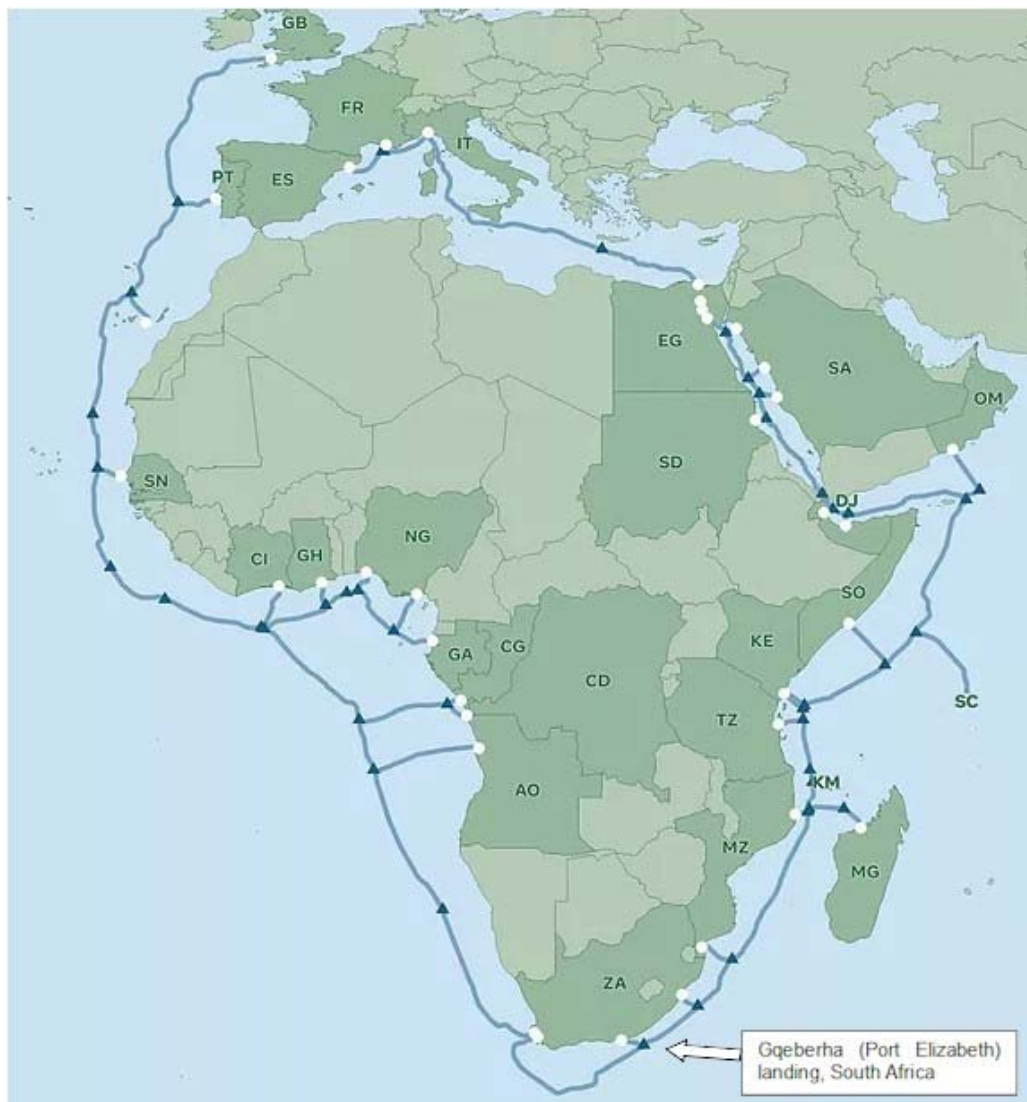 GB
FR
IT
PT
ES
EG
SA
OM
SN
SD
DJ
NG
CI
GH
SO
GA
CG
KE
CD
SC
TZ
KM
AO
MZ
MG
ZA
Gqeberha (Port Elizabeth)
landing, South Africa